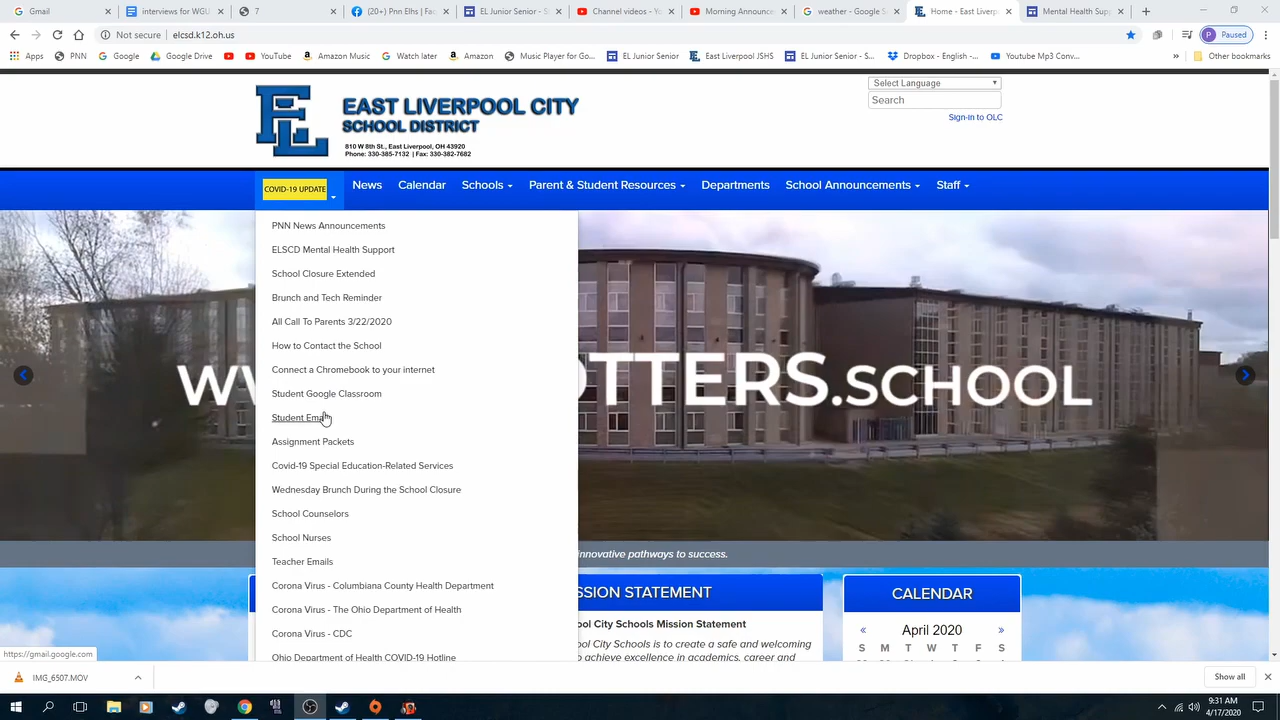 Gmail
interviews for WGU
7
(20+) Pnn Elhs | Fac
EL Junior Senior - S
Channel videos - Yo
Morning Announce
weather - Google S
Home - East Liverp
Mental Health Supp
Not secure | elcsd.k12.oh.us
Paused
Apps
PNN
Google
Google Drive
YouTube
Amazon Music
Watch later
Amazon
Music Player for Go...
EL Junior Senior
East Liverpool JSHS
EL Junior Senior - S...
Dropbox - English -...
Youtube Mp3 Conv...
Other bookmarks
EL
EAST LIVERPOOL CITY
SCHOOL DISTRICT
810 W 8th St., East Liverpool, OH 43920
Phone: 330-385-7132 | Fax: 330-382-7682
Select Language
Search
Sign-in to OLC
COVID-19 UPDATE
News
Calendar
Schools
Parent & Student Resources
Departments
School Announcements
Staff
PNN News Announcements
ELSCD Mental Health Support
School Closure Extended
Brunch and Tech Reminder
All Call To Parents 3/22/2020
How to Contact the School
Connect a Chromebook to your internet
Student Google Classroom
Student Ema
Assignment Packets
Covid-19 Special Education-Related Services
Wednesday Brunch During the School Closure
School Counselors
School Nurses
Teacher Emails
Corona Virus - Columbiana County Health Department
Corona Virus - The Ohio Department of Health
Corona Virus - CDC
Ohio Department of Health COVID-19 Hotline
W
OTTERS.SCHOOL
innovative pathways to success.
SSION STATEMENT
ool City Schools Mission Statement
ool City Schools is to create a safe and welcoming
o achieve excellence in academics, career and
CALENDAR
« April 2020 »
S M T W T F S
https://gmail.google.com
IMG_6507.MOV
Show all
9:31 AM
4/17/2020